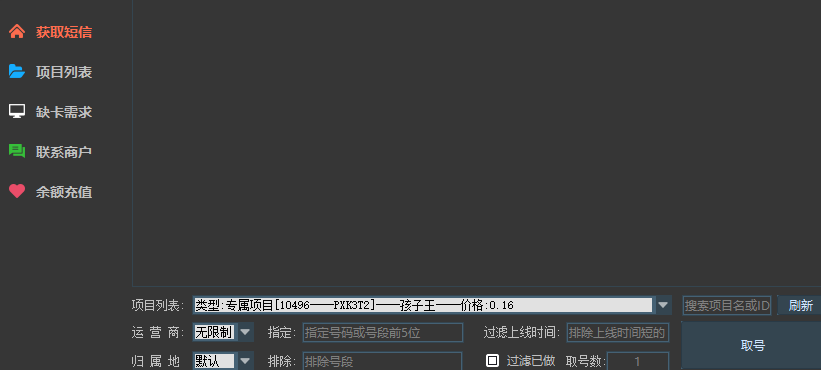 获取短信
项目列表
缺卡需求
联系商户
余额充值
项目列表: 类型:专属项目[10496----PXK3T2]----孩子王----价格:0.16 搜索项目名或ID 刷新
运 营 商: 无限制 指定: 指定号码或号段前5位 过滤上线时间: 排除上线时间短的
取号
归 属 地 默认 排除: 排除号段 过滤已做 取号数: 1